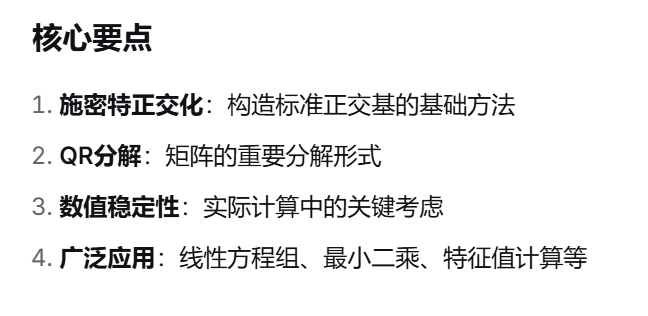 核心要点
1. 施密特正交化：构造标准正交基的基础方法
2. QR分解：矩阵的重要分解形式
3. 数值稳定性：实际计算中的关键考虑
4. 广泛应用：线性方程组、最小二乘、特征值计算等